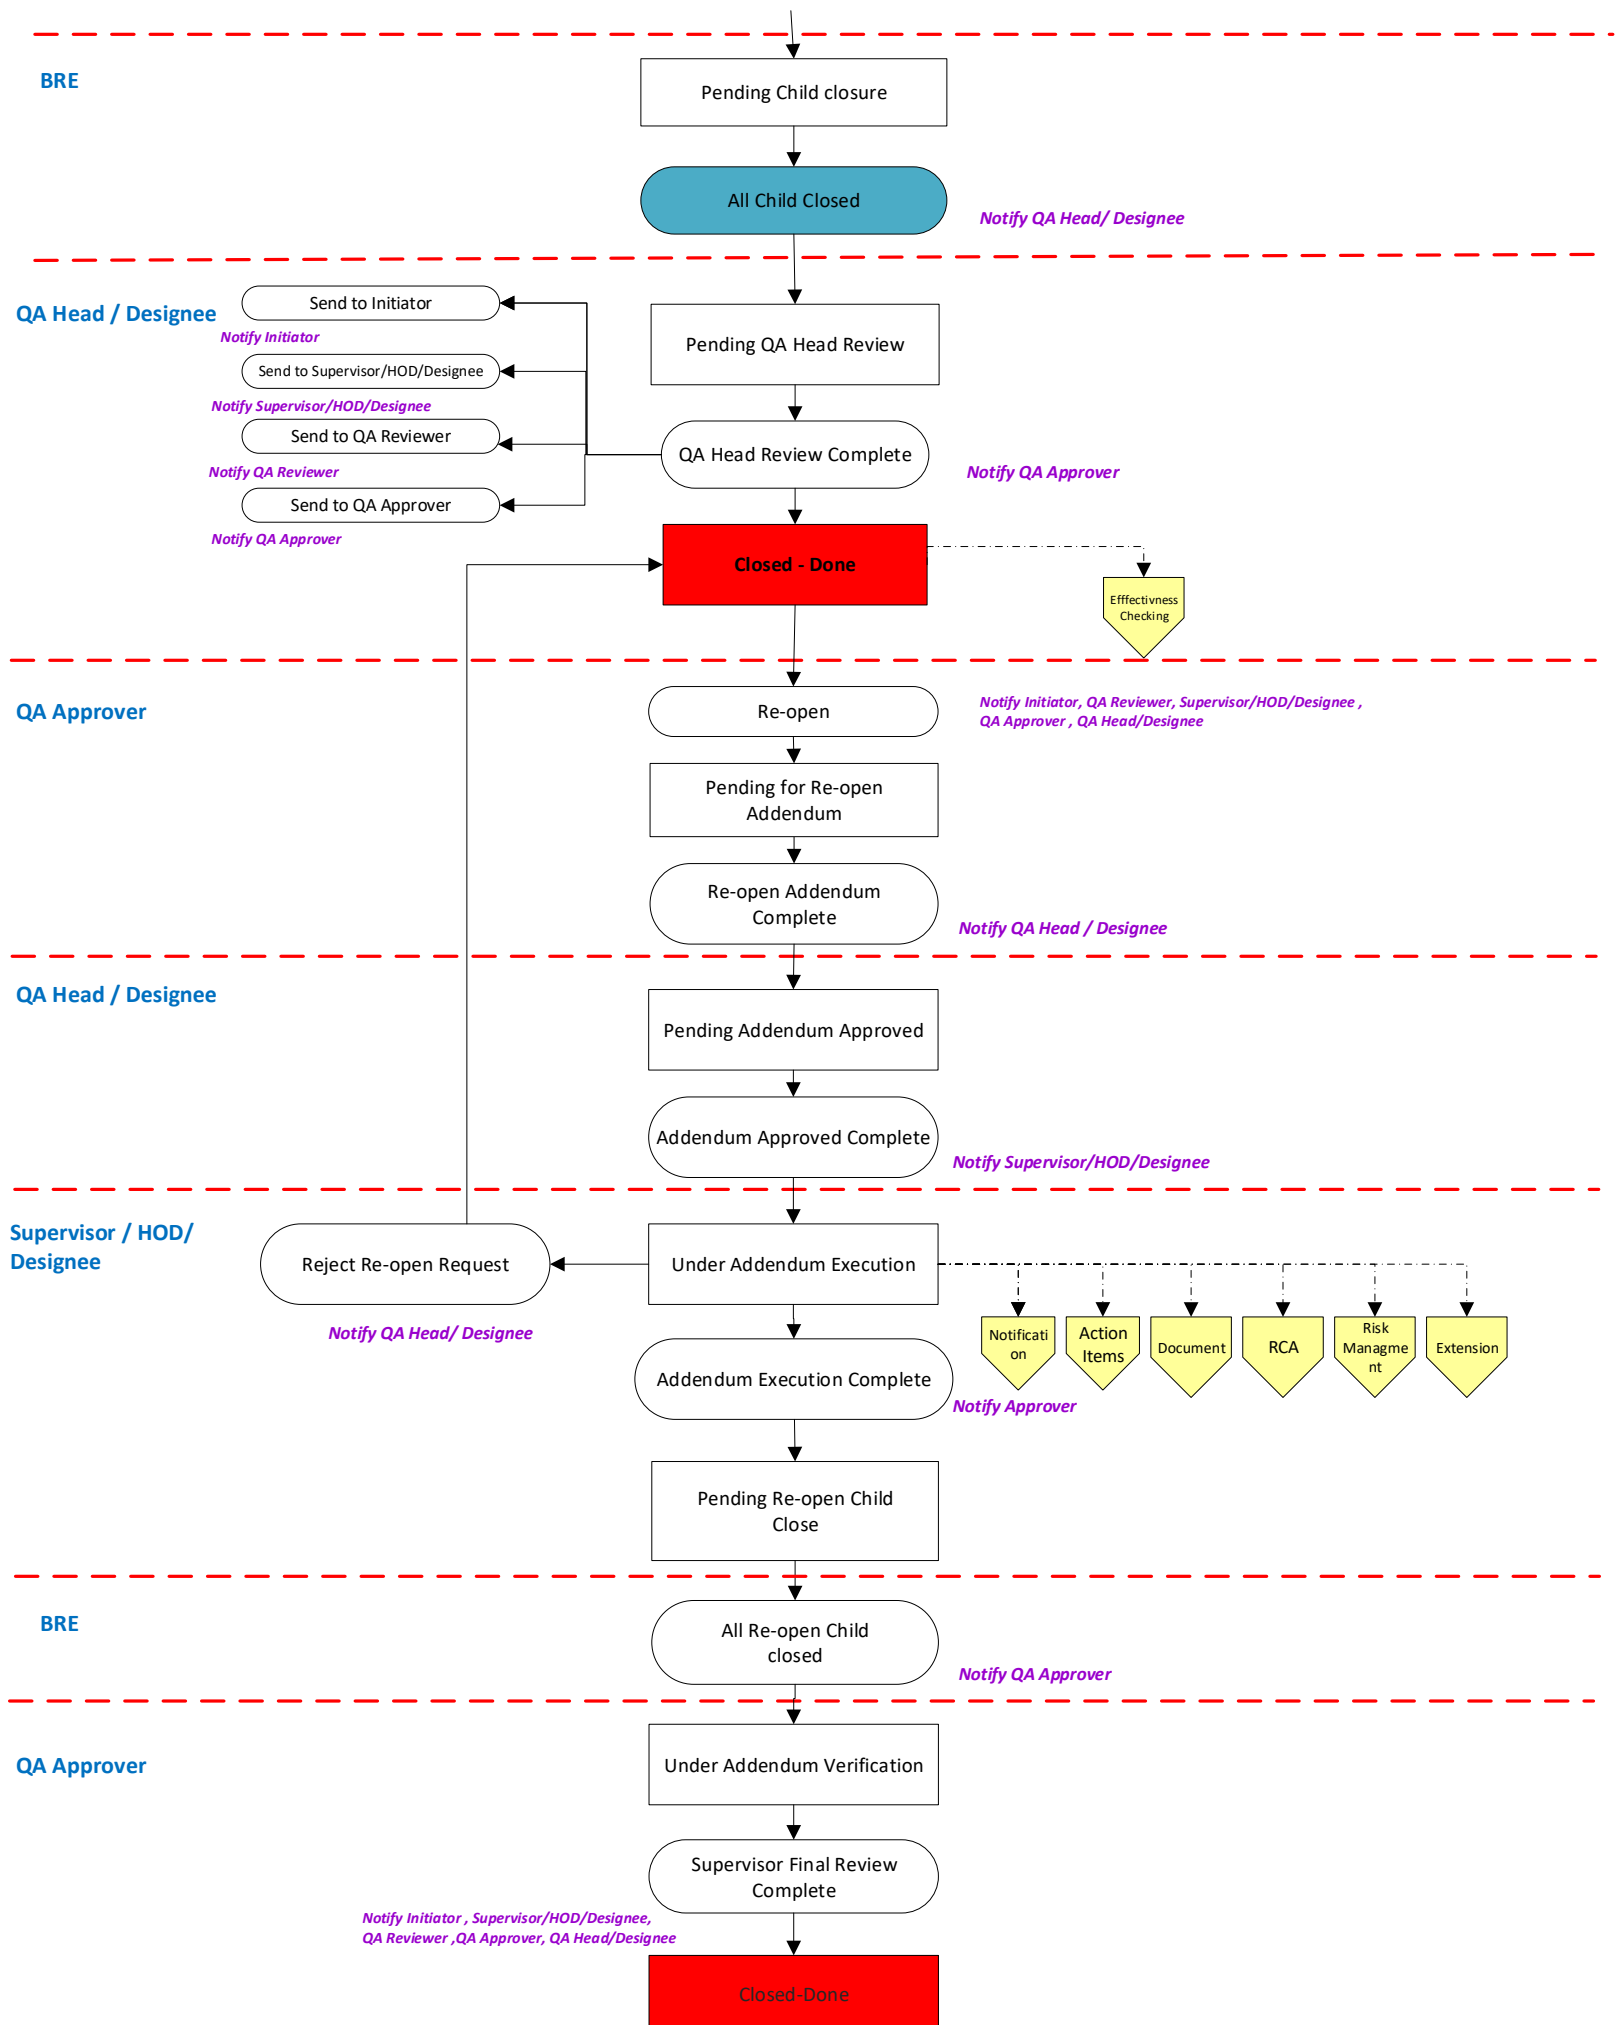 BRE
Pending Child closure
All Child Closed
Notify QA Head/ Designee
QA Head / Designee
Send to Initiator
Notify Initiator
Pending QA Head Review
Send to Supervisor/HOD/Designee
Notify Supervisor/HOD/Designee
Send to QA Reviewer
QA Head Review Complete
Notify QA Reviewer
Notify QA Approver
Send to QA Approver
Notify QA Approver
Closed - Done
Efffectivness
Checking
QA Approver
Re-open
Notify Initiator, QA Reviewer, Supervisor/HOD/Designee ,
QA Approver , QA Head/Designee
Pending for Re-open
Addendum
Re-open Addendum
Complete
Notify QA Head / Designee
QA Head / Designee
Pending Addendum Approved
Addendum Approved Complete
Notify Supervisor/HOD/Designee
Supervisor / HOD/
Designee
Reject Re-open Request
Under Addendum Execution
Notify QA Head/ Designee
Notificati
on
Action
Items
Document
RCA
Risk
Managme
nt
Extension
Addendum Execution Complete
Notify Approver
Pending Re-open Child
Close
BRE
All Re-open Child
closed
Notify QA Approver
QA Approver
Under Addendum Verification
Supervisor Final Review
Complete
Notify Initiator , Supervisor/HOD/Designee,
QA Reviewer ,QA Approver, QA Head/Designee
Closed-Done